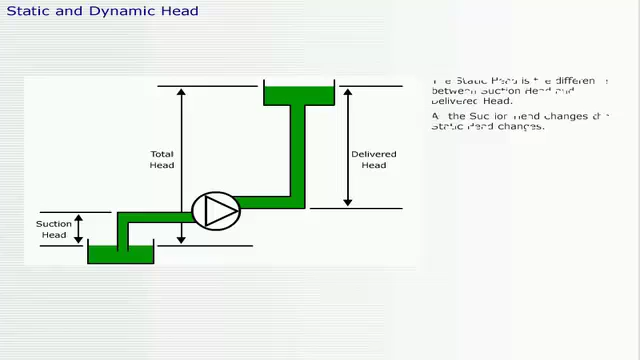 Static and Dynamic Head
Total
Head
Delivered
Head
Suction
Head
The Static Head is the difference
between Suction Head and
Delivered Head.
the Suction Head changes the
Static Head changes.